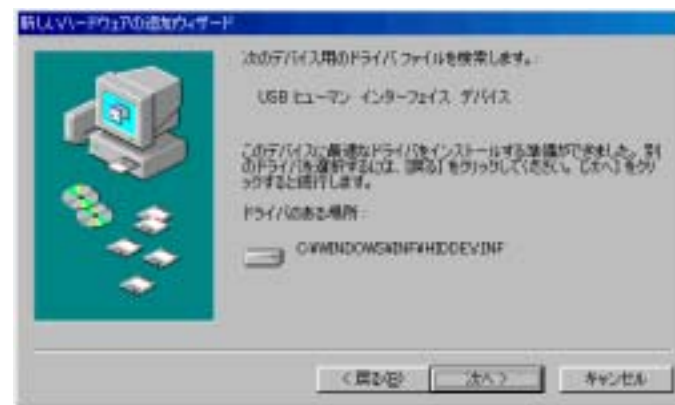 新しいハードウェアの追加ウィザード
次のデバイス用のドライバ ファイルを検索します。:
USB ヒューマン インターフェイス デバイス
このデバイスに最適なドライバをインストールする準備ができました。別
のドライバを選択するには、[戻る] をクリックしてください。[次へ] をクリ
ックすると続行します。
ドライバのある場所:
C:¥WINDOWS¥INF¥HIDDEV.INF
< 戻る(B)
次へ >
キャンセル